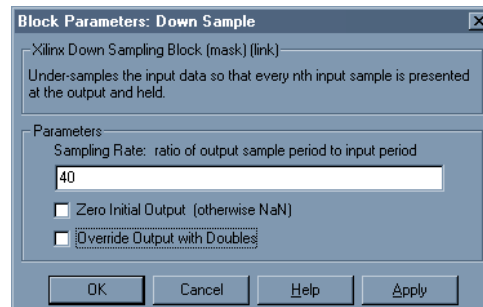 Block Parameters: Down Sample
Xilinx Down Sampling Block (mask) (link)
Under-samples the input data so that every nth input sample is presented
at the output and held.
Parameters
Sampling Rate: ratio of output sample period to input period
40
Zero Initial Output (otherwise NaN)
Override Output with Doubles
OK Cancel Help Apply